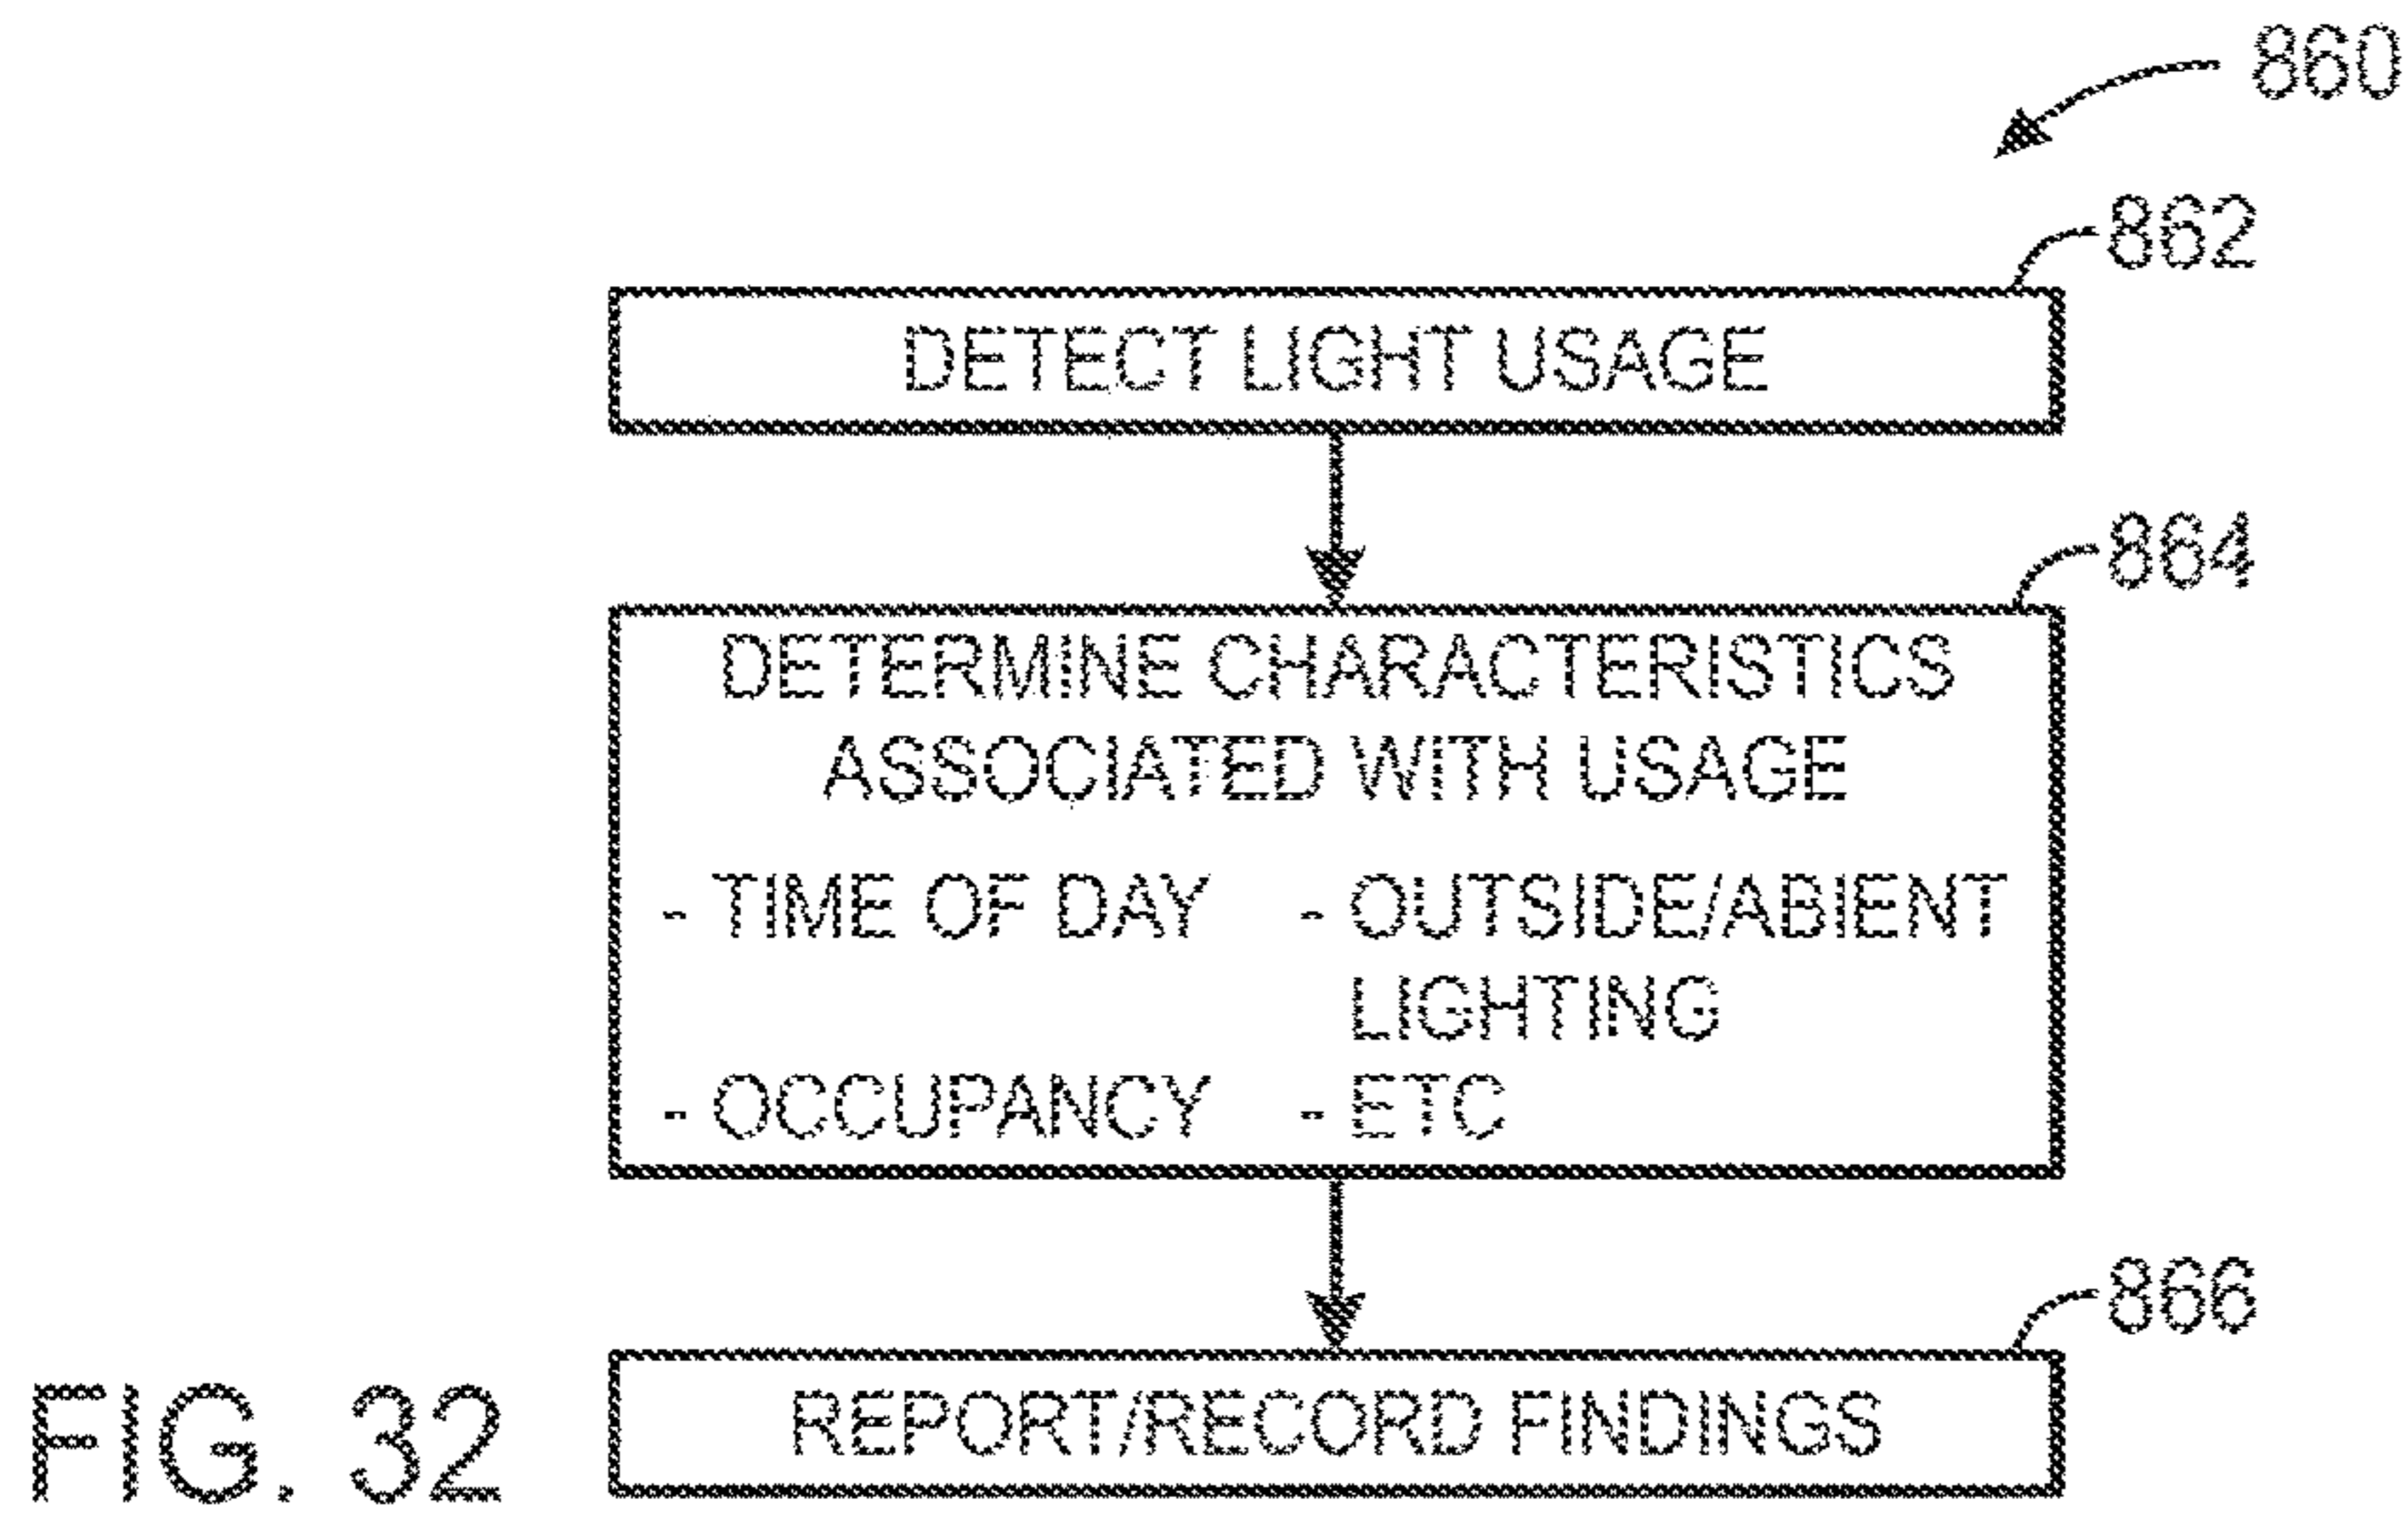 860
862
DETECT LIGHT USAGE
864
DETERMINE CHARACTERISTICS
ASSOCIATED WITH USAGE
- TIME OF DAY - OUTSIDE/ABIENT
LIGHTING
- OCCUPANCY - ETC
866
REPORT/RECORD FINDINGS
FIG. 32